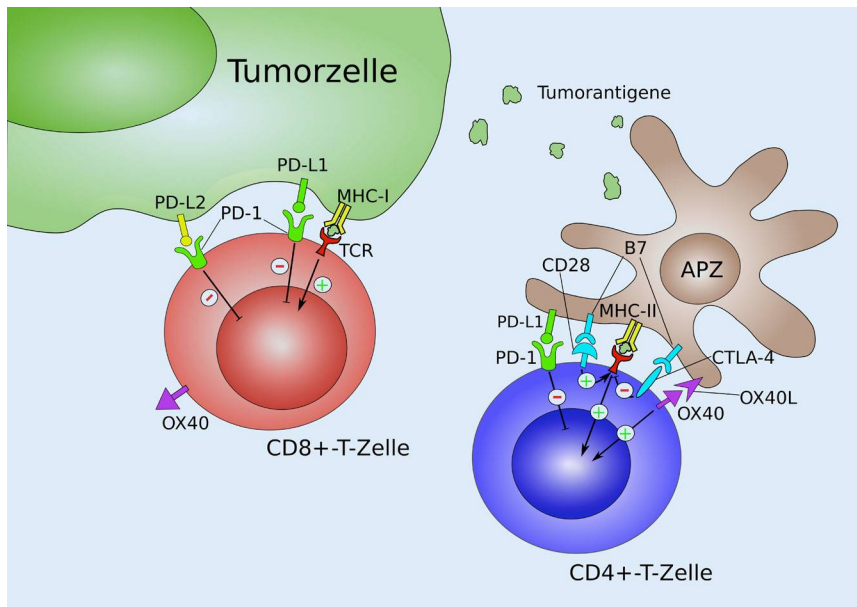 Tumorzelle
Tumorantigene
PD-L1
PD-L2
MHC-I
PD-1
TCR
B7
CD28
APZ
MHC-II
PD-L1
PD-1
CTLA-4
OX40L
OX40
OX40
CD8+-T-Zelle
CD4+-T-Zelle
−
−
+
+
−
−
+
+